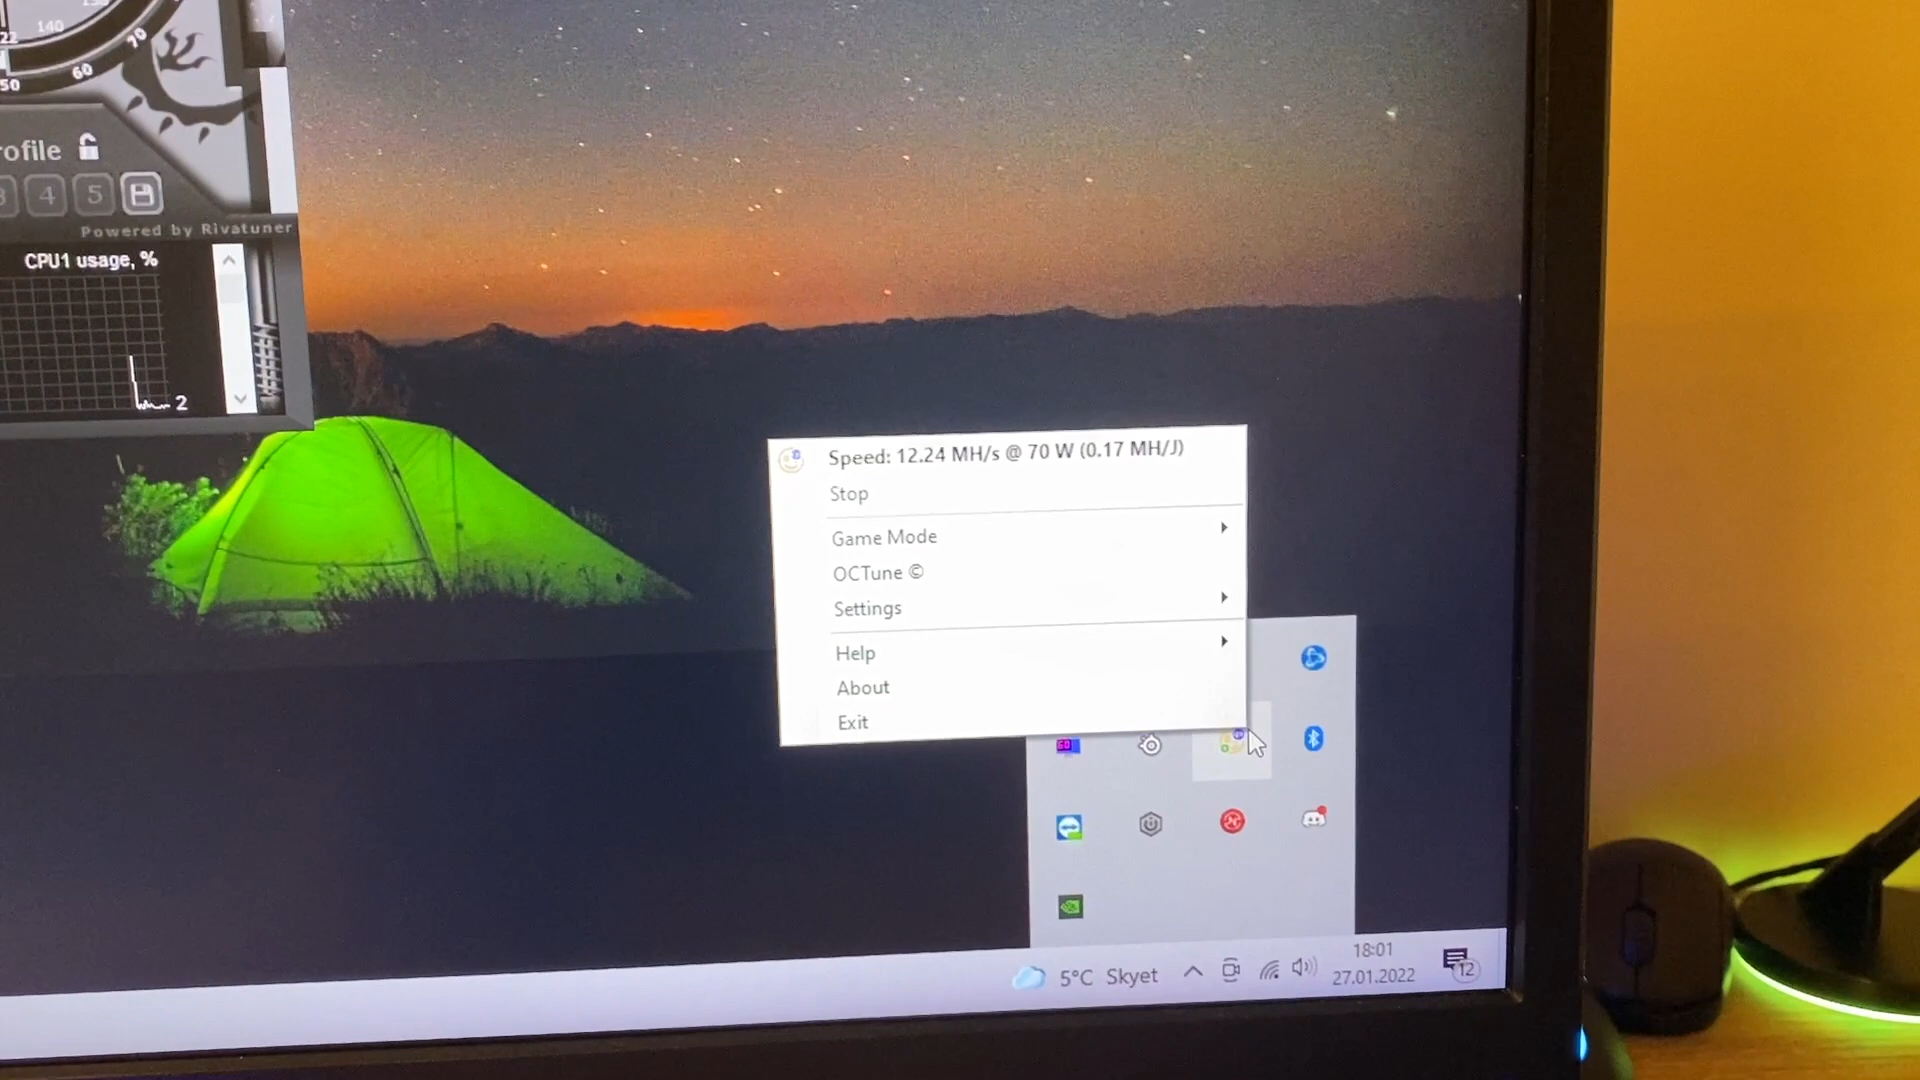 140
70
60
50
ofile
4 5
Powered by Rivatuner
CPU1 usage, %
2
Speed: 12.24 MH/s @ 70 W (0.17 MH/J)
Stop
Game Mode
OCTune ©
Settings
Help
About
Exit
5°C Skyet
18:01
27.01.2022
12